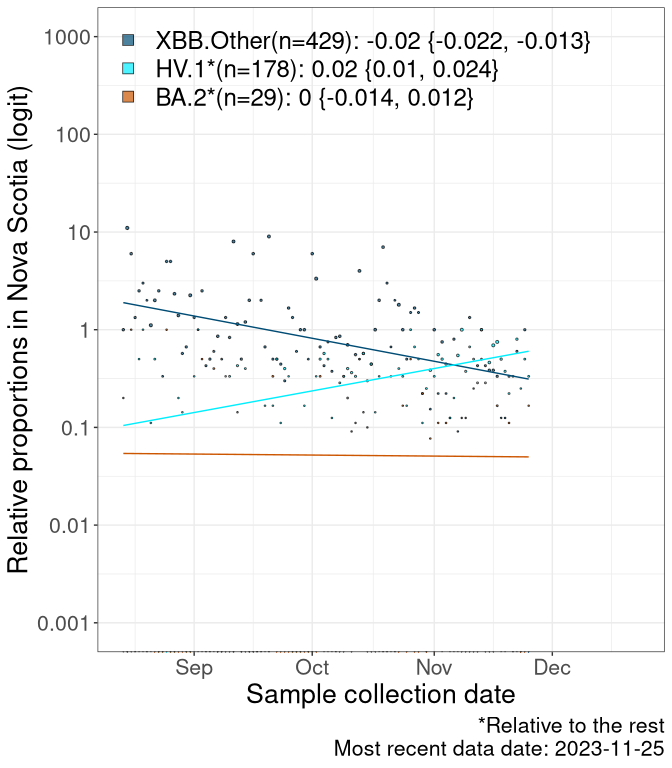 XBB.Other(n=429): -0.02 {-0.022, -0.013}
HV.1*(n=178): 0.02 {0.01, 0.024}
BA.2*(n=29): 0 {-0.014, 0.012}
Relative proportions in Nova Scotia (logit)
1000
100
10
1
0.1
0.01
0.001
Sep Oct Nov Dec
Sample collection date
*Relative to the rest
Most recent data date: 2023-11-25